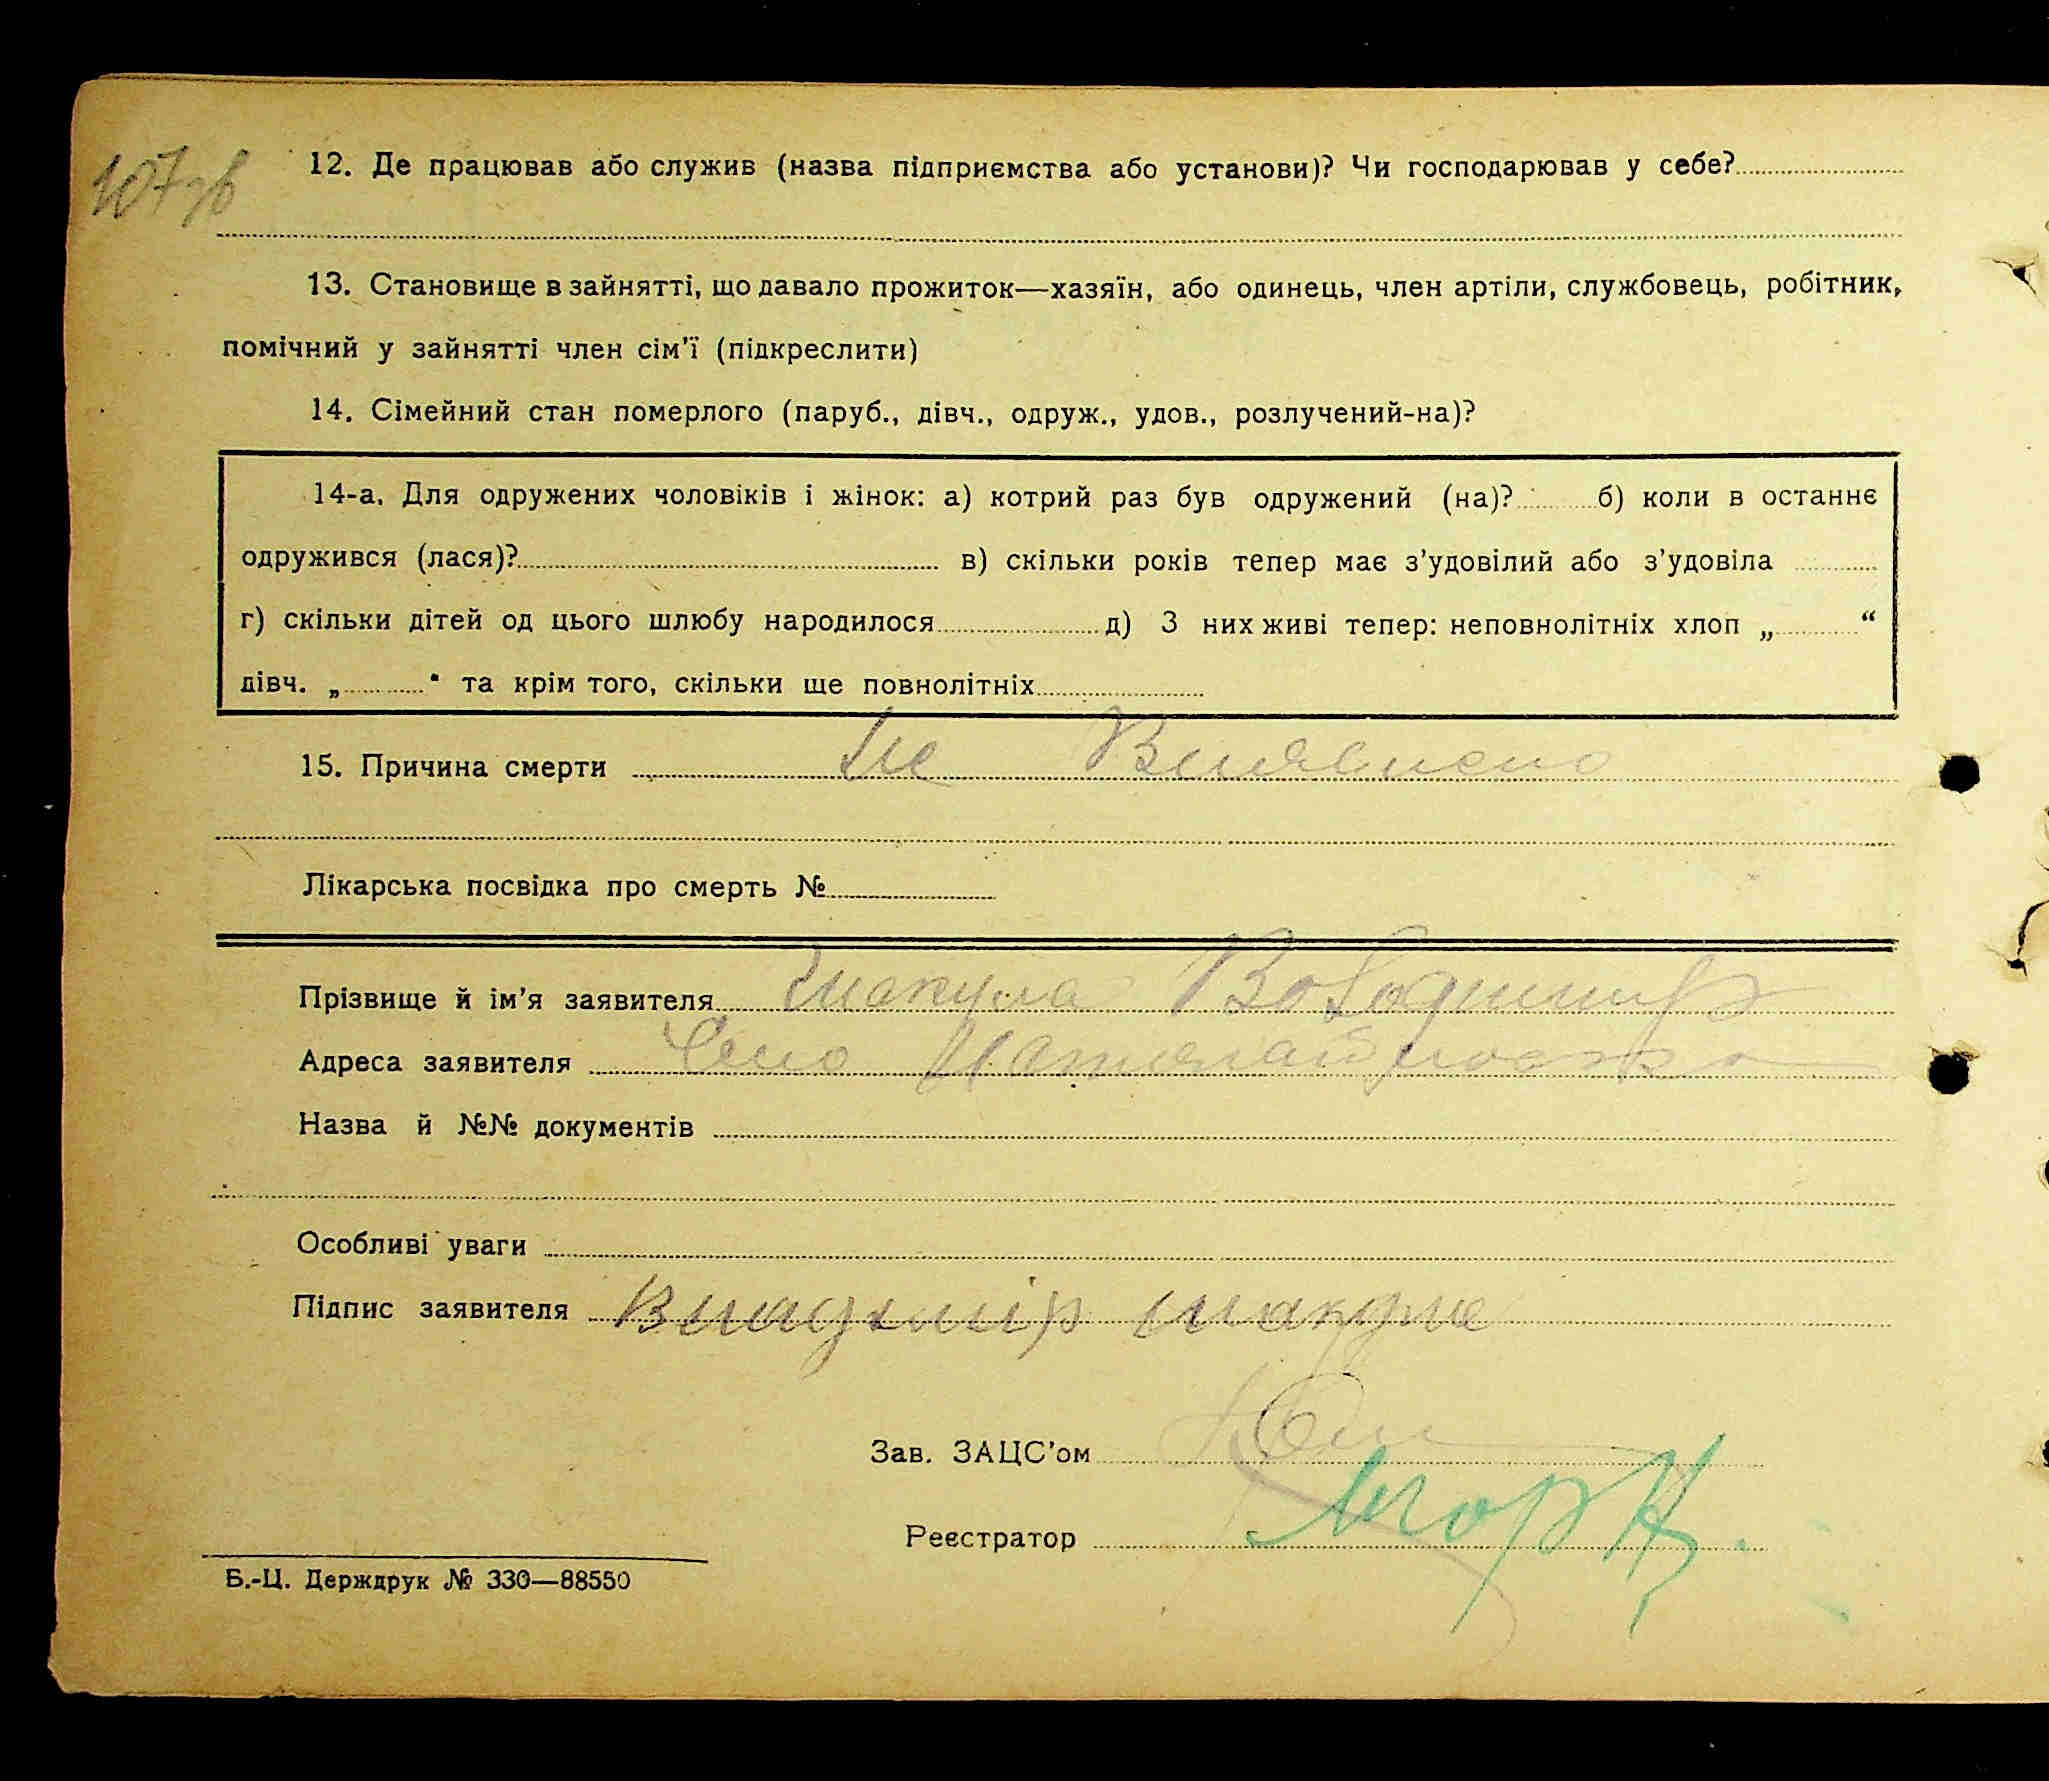 107зв
12. Де працював або служив (назва підприємства або установи)? Чи господарював у себе?
13. Становище в зайнятті, що давало прожиток—хазяїн, або одинець, член артіли, службовець, робітник,
помічний у зайнятті член сім'ї (підкреслити)
14. Сімейний стан померлого (паруб., дівч., одруж., удов., розлучений-на)?
14-а. Для одружених чоловіків і жінок: а) котрий раз був одружений (на)? б) коли в останнє
одружився (лася)? в) скільки років тепер має з'удовілий або з'удовіла
г) скільки дітей од цього шлюбу народилося д) З них живі тепер: неповнолітніх хлоп „ “
дівч. „ “ та крім того, скільки ще повнолітніх
15. Причина смерти не Виявлено
Лікарська посвідка про смерть №
Прізвище й ім'я заявителя Шакула Володимир
Адреса заявителя Село
Назва й №№ документів
Особливі уваги
Підпис заявителя Шакула
Зав. ЗАЦС'ом
Реєстратор
Б.-Ц. Держдрук № 330—88550